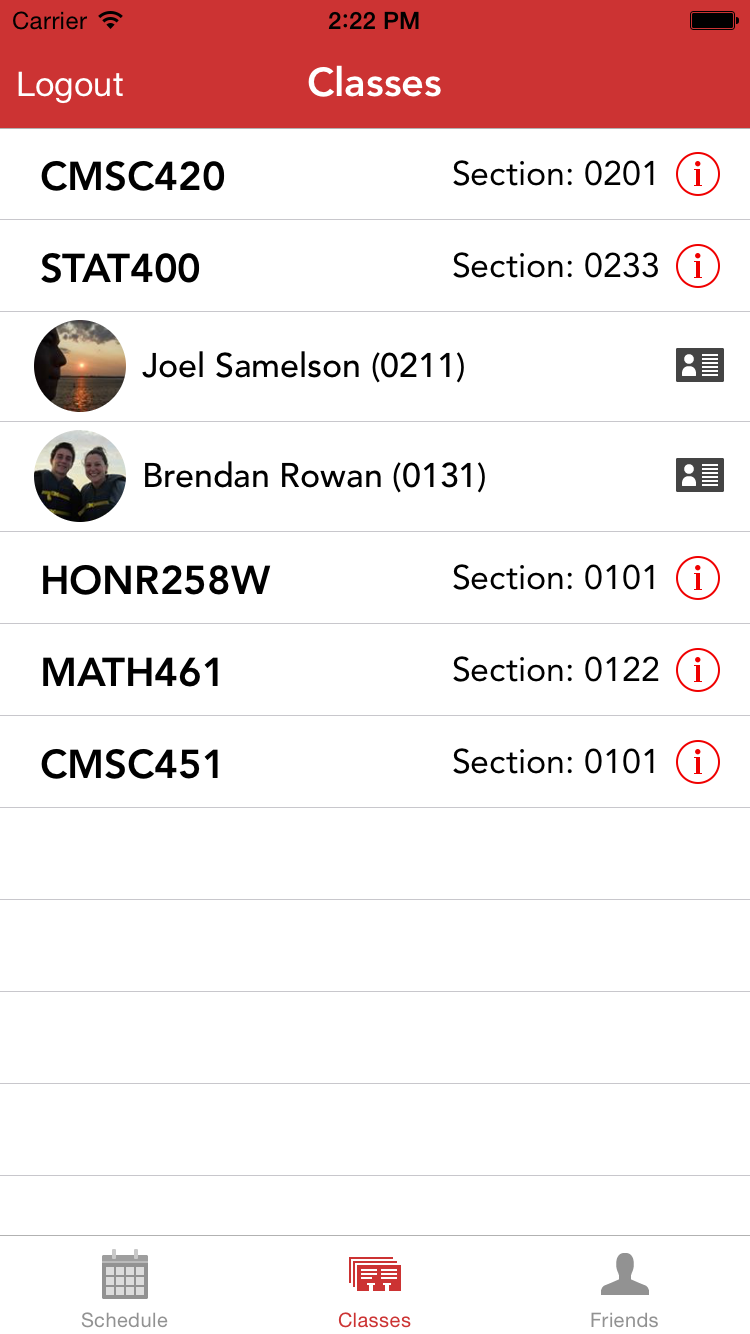 Carrier 2:22 PM
Logout Classes
CMSC420 Section: 0201 i
STAT400 Section: 0233 i
Joel Samelson (0211)
Brendan Rowan (0131)
HONR258W Section: 0101 i
MATH461 Section: 0122 i
CMSC451 Section: 0101 i
Schedule Classes Friends